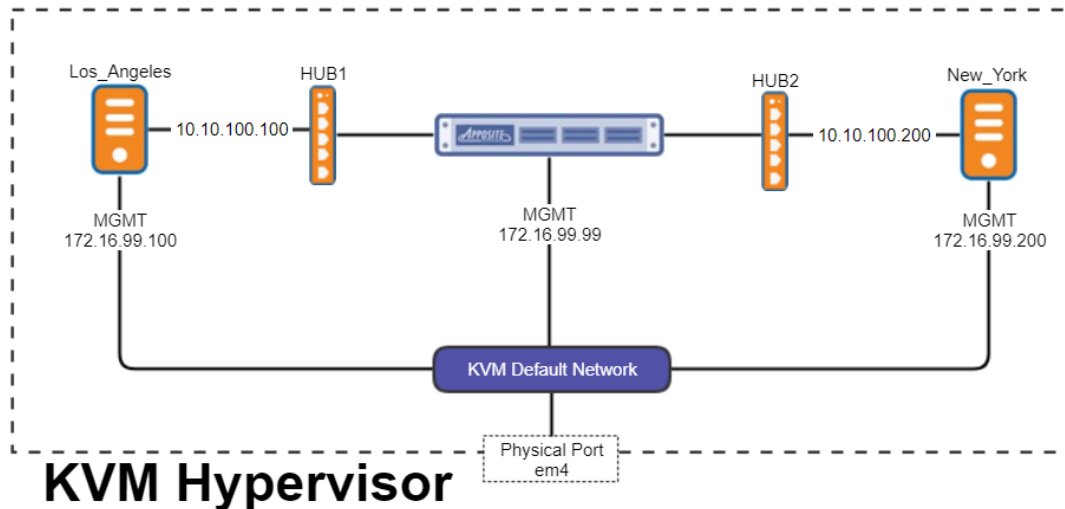 Los_Angeles
HUB1
HUB2
New_York
10.10.100.100
APPOSITE
10.10.100.200
MGMT
172.16.99.100
MGMT
172.16.99.99
MGMT
172.16.99.200
KVM Default Network
Physical Port
em4
KVM Hypervisor